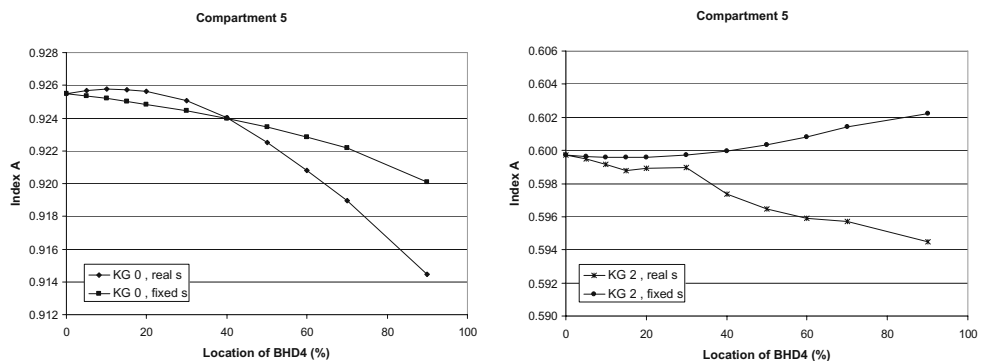 Compartment 5
0.928
0.926
0.924
0.922
0.920
0.918
0.916
0.914
0.912
Index A
KG 0 , real s
KG 0 , fixed s
0 20 40 60 80 100
Location of BHD4 (%)
Compartment 5
0.606
0.604
0.602
0.600
0.598
0.596
0.594
0.592
0.590
Index A
KG 2 , real s
KG 2 , fixed s
0 20 40 60 80 100
Location of BHD4 (%)